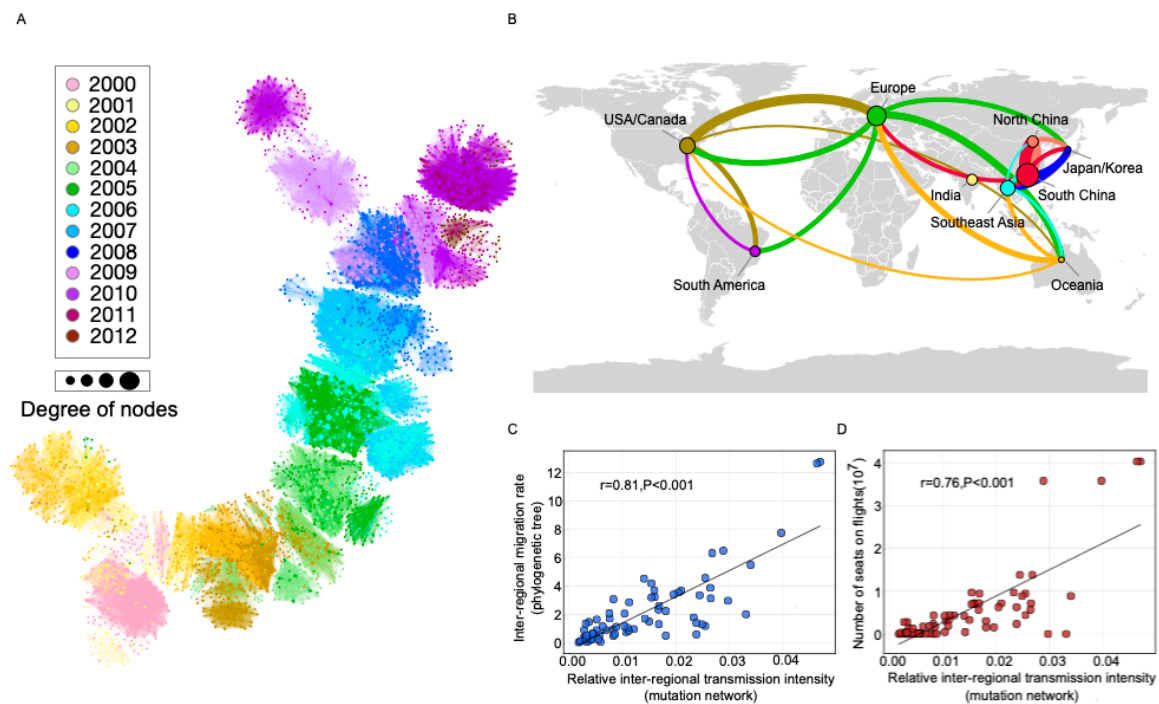 A
2000
2001
2002
2003
2004
2005
2006
2007
2008
2009
2010
2011
2012
Degree of nodes
B
USA/Canada
Europe
North China
Japan/Korea
India
South China
Southeast Asia
South America
Oceania
C
Inter-regional migration rate
(phylogenetic tree)
12
10
8
6
4
2
0
r=0.81,P<0.001
0.00 0.01 0.02 0.03 0.04
Relative inter-regional transmission intensity
(mutation network)
D
Number of seats on flights(10^7)
4
3
2
1
0
r=0.76,P<0.001
0.00 0.01 0.02 0.03 0.04
Relative inter-regional transmission intensity
(mutation network)